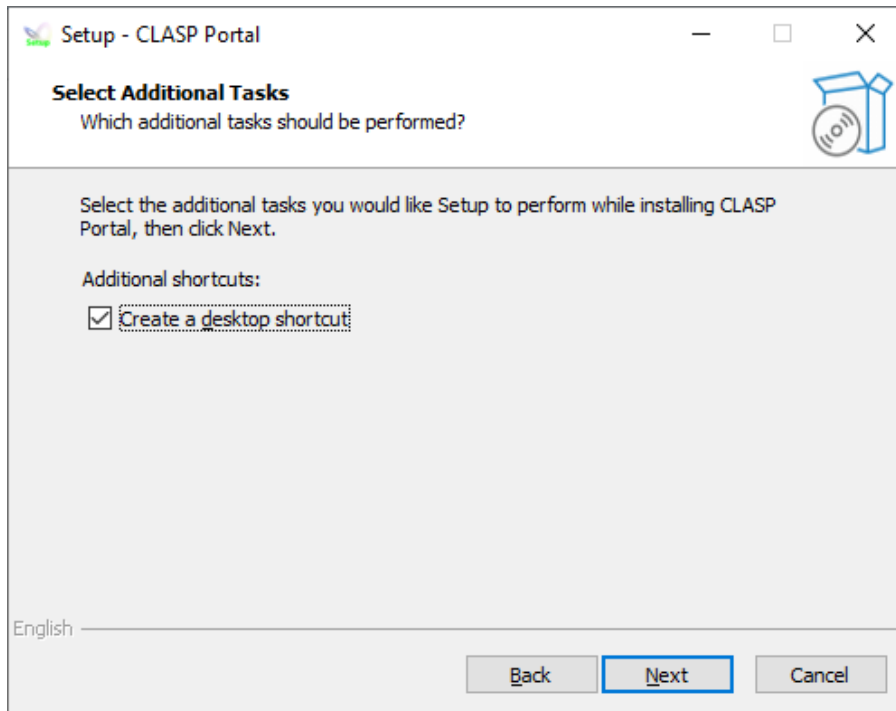 Setup - CLASP Portal
Select Additional Tasks
Which additional tasks should be performed?
Select the additional tasks you would like Setup to perform while installing CLASP
Portal, then click Next.
Additional shortcuts:
Create a desktop shortcut
English
Back Next Cancel